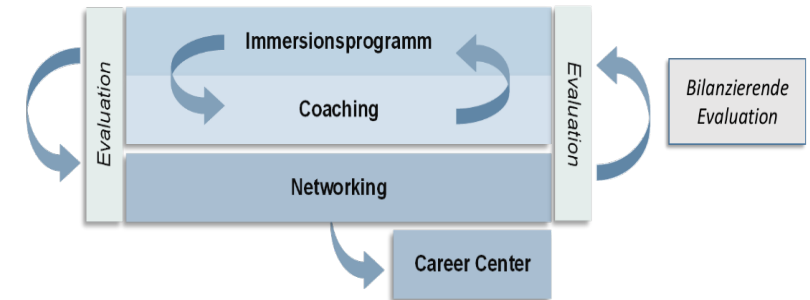 Evaluation
Immersionsprogramm
Coaching
Networking
Career Center
Evaluation
Bilanzierende
Evaluation